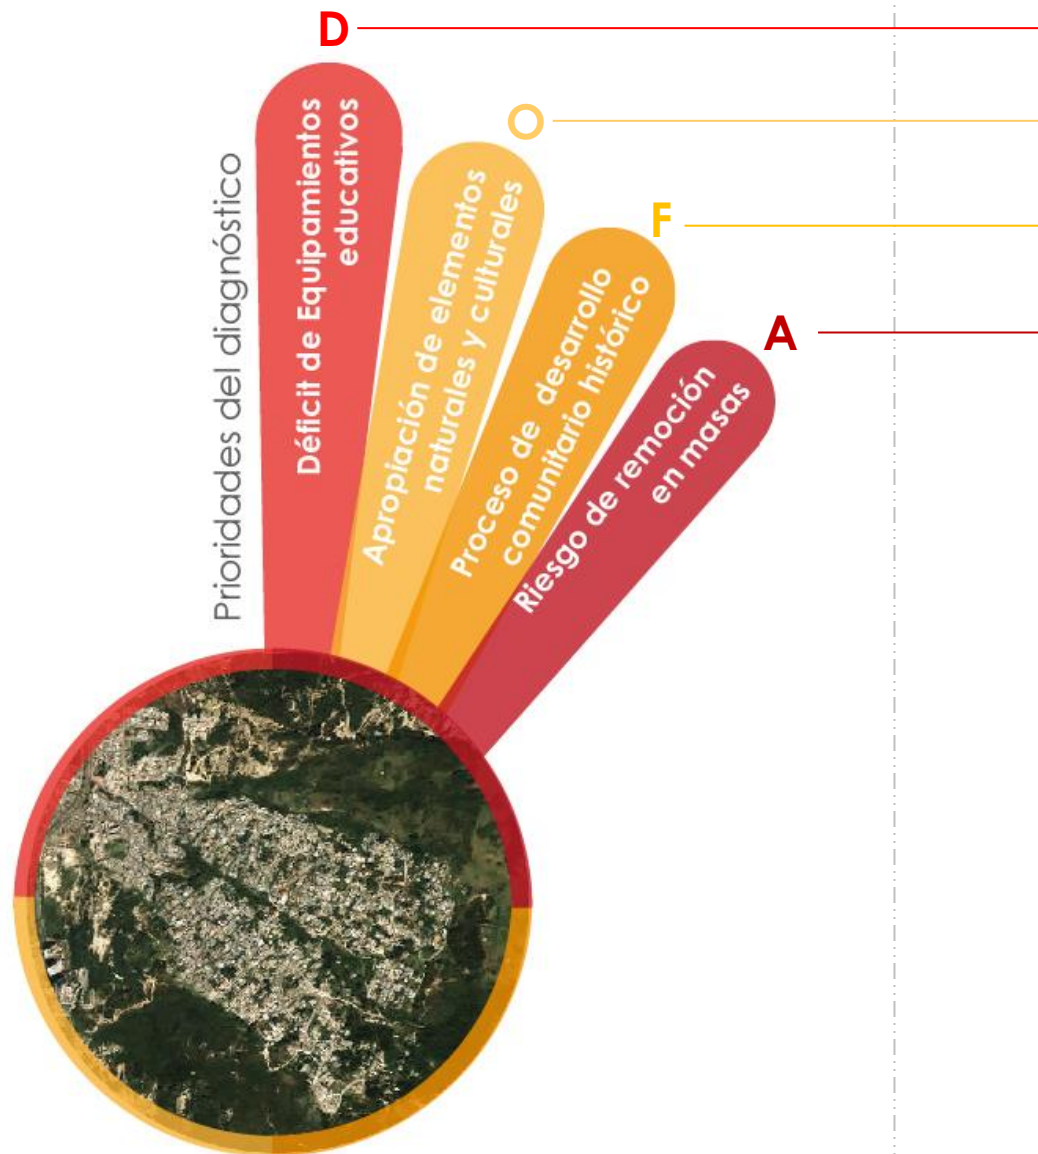 D
O
F
A
Prioridades del diagnóstico
Déficit de Equipamientos
educativos
Apropiación de elementos
naturales y culturales
Proceso de desarrollo
comunitario histórico
Riesgo de remoción
en masas